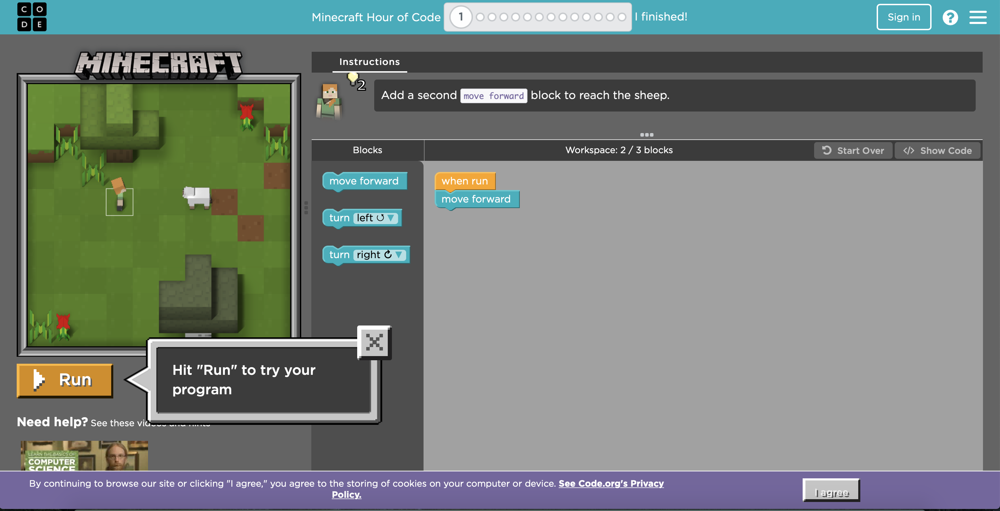 C O
D E
Minecraft Hour of Code
1
I finished!
Sign in
?
MINECRAFT
Instructions
2
Add a second move forward block to reach the sheep.
Blocks
Workspace: 2 / 3 blocks
Start Over
</> Show Code
move forward
turn left
turn right
when run
move forward
Run
Hit "Run" to try your
program
Need help? See these videos and hints
LEARN THE BASICS OF
COMPUTER
SCIENCE
By continuing to browse our site or clicking "I agree," you agree to the storing of cookies on your computer or device. See Code.org's Privacy
Policy.
I agree